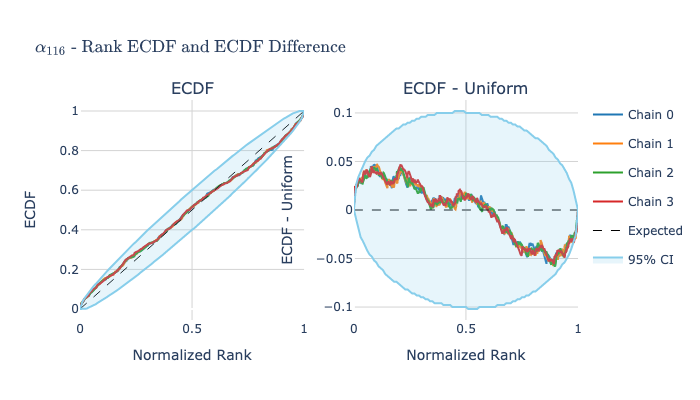 α₁₁₆ - Rank ECDF and ECDF Difference
ECDF
ECDF - Uniform
ECDF
1
0.8
0.6
0.4
0.2
0
0
0.5
1
Normalized Rank
ECDF - Uniform
0.1
0.05
0
−0.05
−0.1
0
0.5
1
Normalized Rank
Chain 0
Chain 1
Chain 2
Chain 3
Expected
95% CI